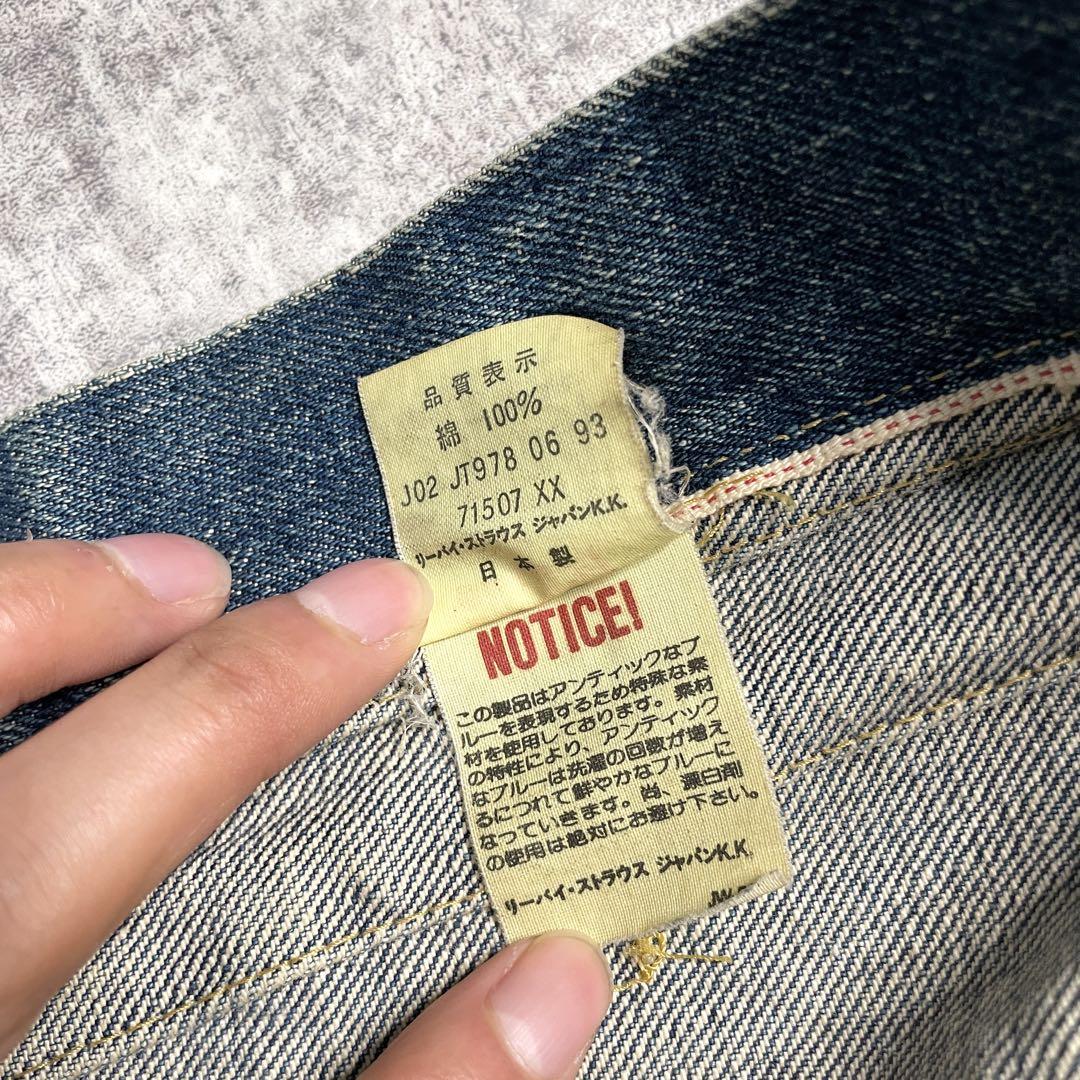 品質表示
綿 100%
J02 JT978 06 93
71507 XX
リーバイ・ストラウス ジャパンK.K.
日本製
NOTICE!
この製品はアンティックなブ
ルーを表現するため特殊な素
材を使用しております。素材
の特性により、アンティック
なブルーは洗濯の回数が増え
るにつれて鮮やかなブルーに
なっていきます。尚、漂白剤
の使用は絶対にお避け下さい。
リーバイ・ストラウス ジャパンK.K.